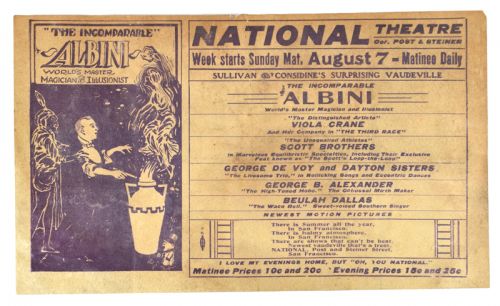 "THE INCOMPARABLE"
ALBINI
WORLD'S MASTER
MAGICIAN AND ILLUSIONIST
NATIONAL THEATRE
Cor. POST & STEINER
Week starts Sunday Mat. August 7 - Matinee Daily
SULLIVAN & CONSIDINE'S SURPRISING VAUDEVILLE
THE INCOMPARABLE
ALBINI
World's Master Magician and Illusionist
"The Distinguished Artiste"
VIOLA CRANE
And Her Company in "THE THIRD RACE"
"The Unequalled Athletes"
SCOTT BROTHERS
In Marvelous Equilibristic Specialties, Including Their Exclusive
Feat known as "The Scott's Loop-the-Loop"
GEORGE DE VOY and DAYTON SISTERS
"The Lonesome Trio," in Rollicking Songs and Eccentric Dances
GEORGE B. ALEXANDER
"The High-Toned Hobo." The Colossal Mirth Maker
BEULAH DALLAS
"The Waco Bell." Sweet-voiced Southern Singer
NEWEST MOTION PICTURES
There is Summer all the year,
In San Francisco.
There is balmy atmosphere,
In San Francisco.
There are shows that can't be beat,
Newest vaudeville that's a treat,
NATIONAL, Post and Steiner Street,
In San Francisco.
I LOVE MY EVENINGS HOME, BUT "OH, YOU NATIONAL."
Matinee Prices 10c and 20c Evening Prices 15c and 25c